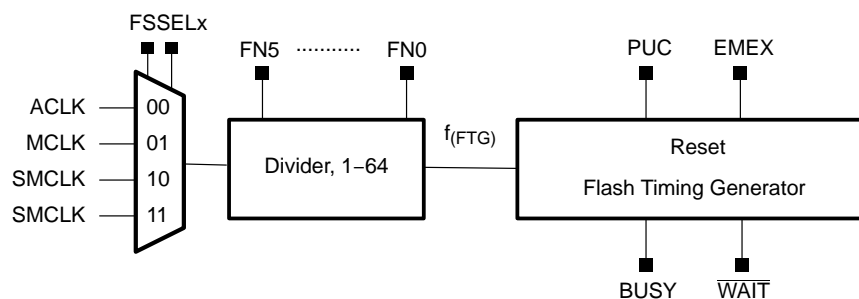 FSSELx
FN5 ........... FN0
PUC EMEX
ACLK 00
MCLK 01
SMCLK 10
SMCLK 11
Divider, 1–64
f(FTG)
Reset
Flash Timing Generator
BUSY WAIT